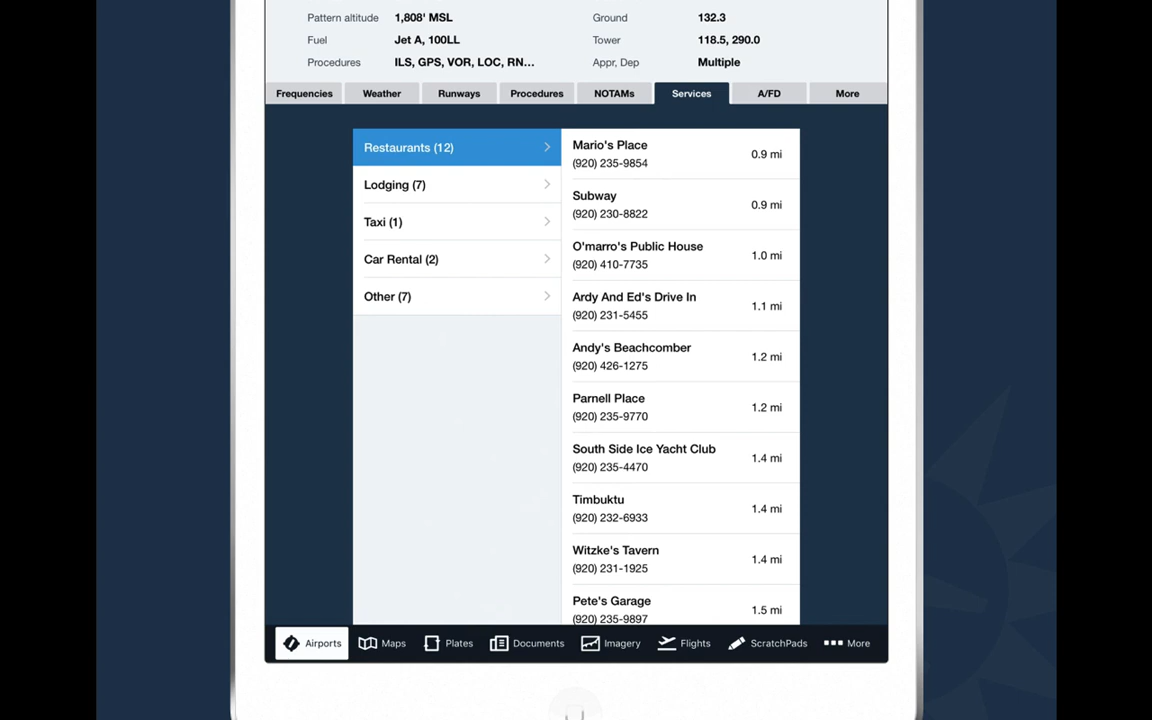 Pattern altitude 1,808' MSL Ground 132.3
Fuel Jet A, 100LL Tower 118.5, 290.0
Procedures ILS, GPS, VOR, LOC, RN... Appr, Dep Multiple
Frequencies Weather Runways Procedures NOTAMs Services A/FD More
Restaurants (12)
Lodging (7)
Taxi (1)
Car Rental (2)
Other (7)
Mario's Place
(920) 235-9854 0.9 mi
Subway
(920) 230-8822 0.9 mi
O'marro's Public House
(920) 410-7735 1.0 mi
Ardy And Ed's Drive In
(920) 231-5455 1.1 mi
Andy's Beachcomber
(920) 426-1275 1.2 mi
Parnell Place
(920) 235-9770 1.2 mi
South Side Ice Yacht Club
(920) 235-4470 1.4 mi
Timbuktu
(920) 232-6933 1.4 mi
Witzke's Tavern
(920) 231-1925 1.4 mi
Pete's Garage
(920) 235-9897 1.5 mi
Airports Maps Plates Documents Imagery Flights ScratchPads More